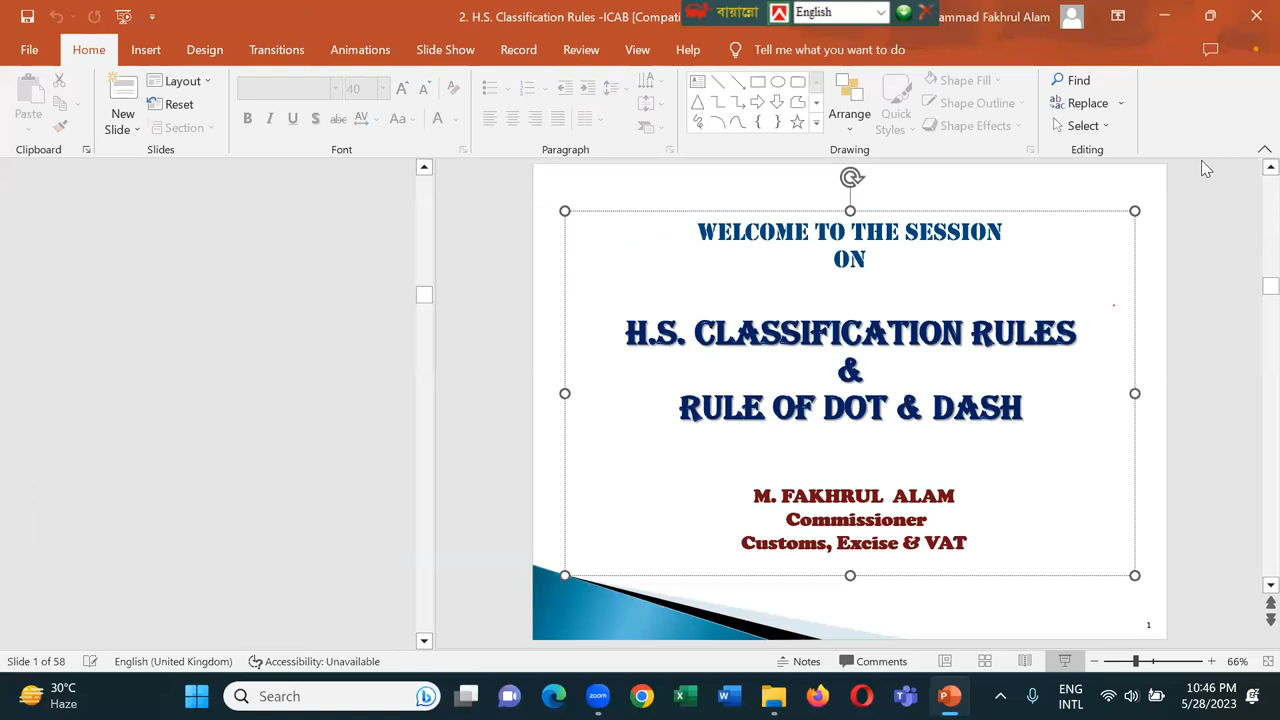 2. H.S. Classification Rules -ICAB [Compati
বায়ান্নো
English
ammad Fakhrul Alam
File
Home
Insert
Design
Transitions
Animations
Slide Show
Record
Review
View
Help
Tell me what you want to do
Paste
New
Slide
Layout
Reset
Section
40
B I U S abc AV Aa A
Arrange
Quick
Styles
Shape Fill
Shape Outline
Shape Effects
Find
Replace
Select
Clipboard
Slides
Font
Paragraph
Drawing
Editing
WELCOME TO THE SESSION
ON
H.S. CLASSIFICATION RULES
&
RULE OF DOT & DASH
M. FAKHRUL ALAM
Commissioner
Customs, Excise & VAT
1
Slide 1 of 58
English (United Kingdom)
Accessibility: Unavailable
Notes
Comments
66%
30°C
Haze
Search
zoom
ENG
INTL
10:46 PM
5/28/2023